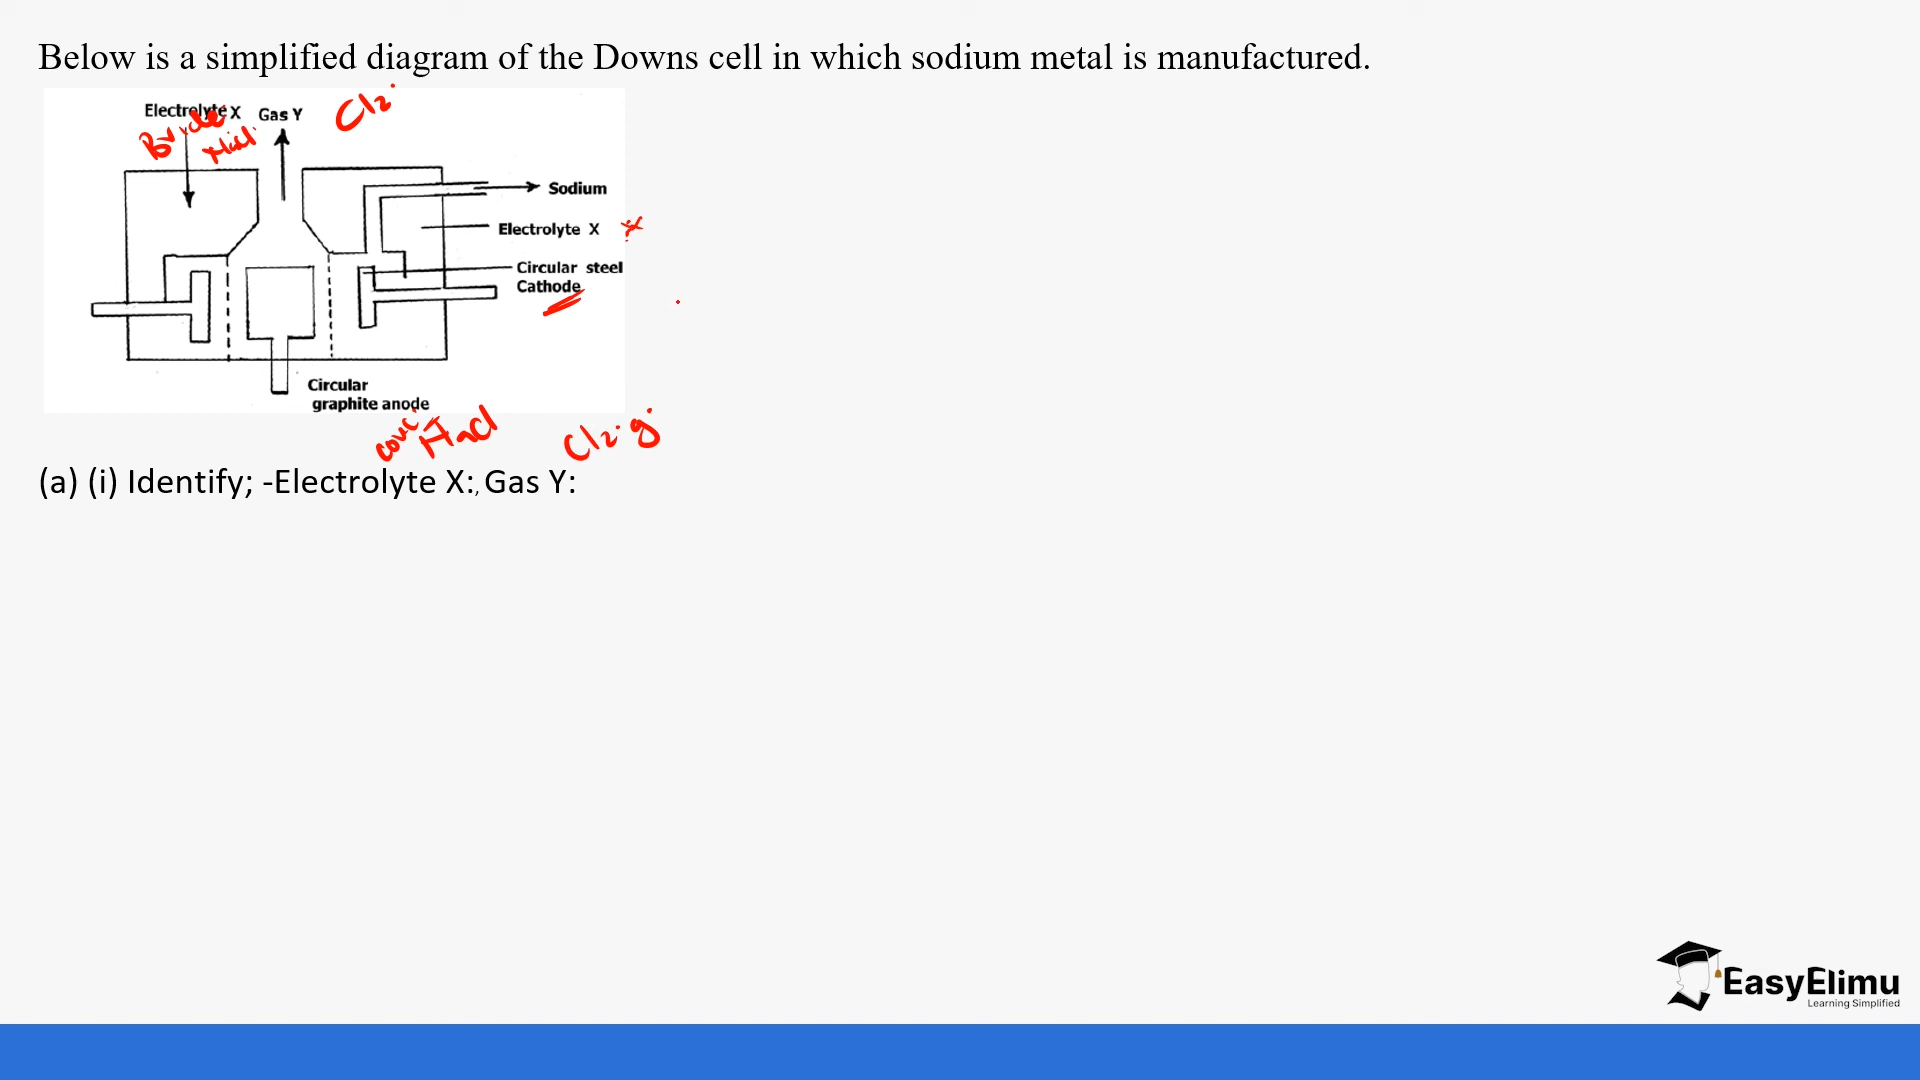 Below is a simplified diagram of the Downs cell in which sodium metal is manufactured.
Electrolyte X Gas Y Cl2
Sodium
Electrolyte X x
Circular steel
Cathode
Circular
graphite anode
conc NaCl Cl2 g
(a) (i) Identify; -Electrolyte X:, Gas Y:
EasyElimu
Learning Simplified